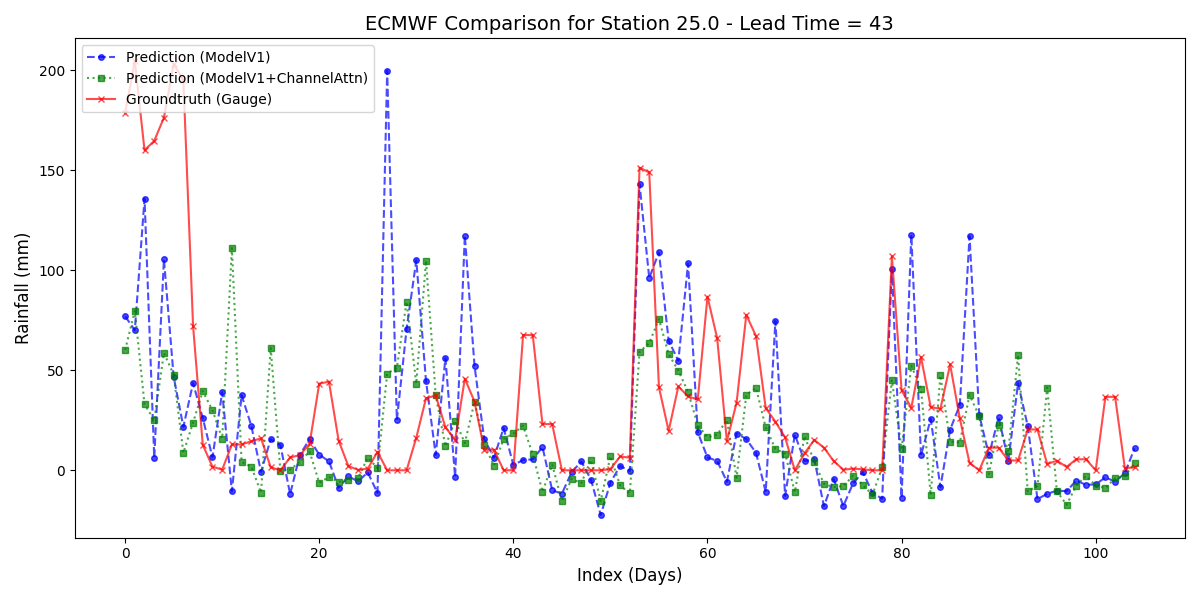 ECMWF Comparison for Station 25.0 - Lead Time = 43
Prediction (ModelV1)
Prediction (ModelV1+ChannelAttn)
Groundtruth (Gauge)
200
150
100
50
0
Rainfall (mm)
0 20 40 60 80 100
Index (Days)